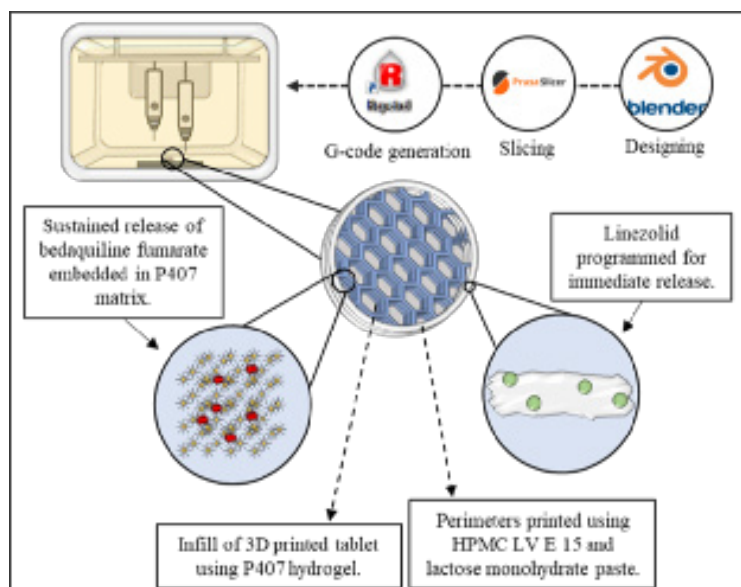 PrusaSlicer
blender
G-code generation
Slicing
Designing
Sustained release of
bedaquiline fumarate
embedded in P407
matrix.
Linezolid
programmed for
immediate release.
Infill of 3D printed tablet
using P407 hydrogel.
Perimeters printed using
HPMC LV E 15 and
lactose monohydrate paste.